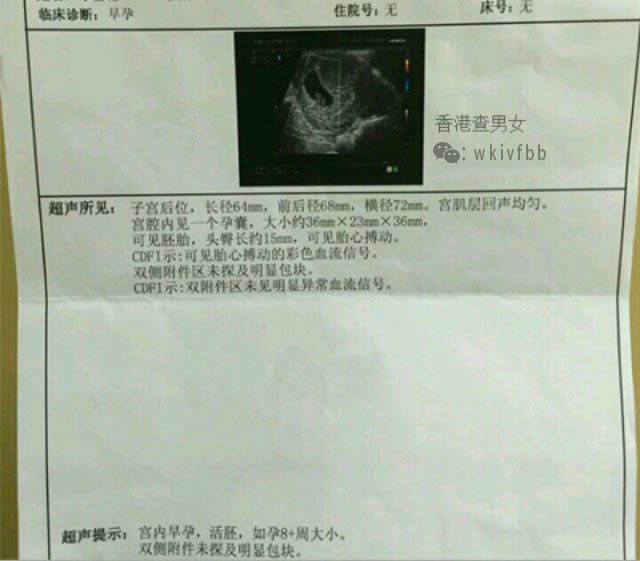 临床诊断：早孕 住院号：无 床号：无
香港查男女
: wkivfbb
超声所见：子宫后位，长径64mm，前后径68mm，横径72mm。宫肌层回声均匀。
宫腔内见一个孕囊，大小约36mm×23mm×36mm，
可见胚胎，头臀长约15mm，可见胎心搏动。
CDFI示:可见胎心搏动的彩色血流信号。
双侧附件区未探及明显包块。
CDFI示:双附件区未见明显异常血流信号。
超声提示：宫内早孕，活胚，如孕8+周大小。
双侧附件未探及明显包块。